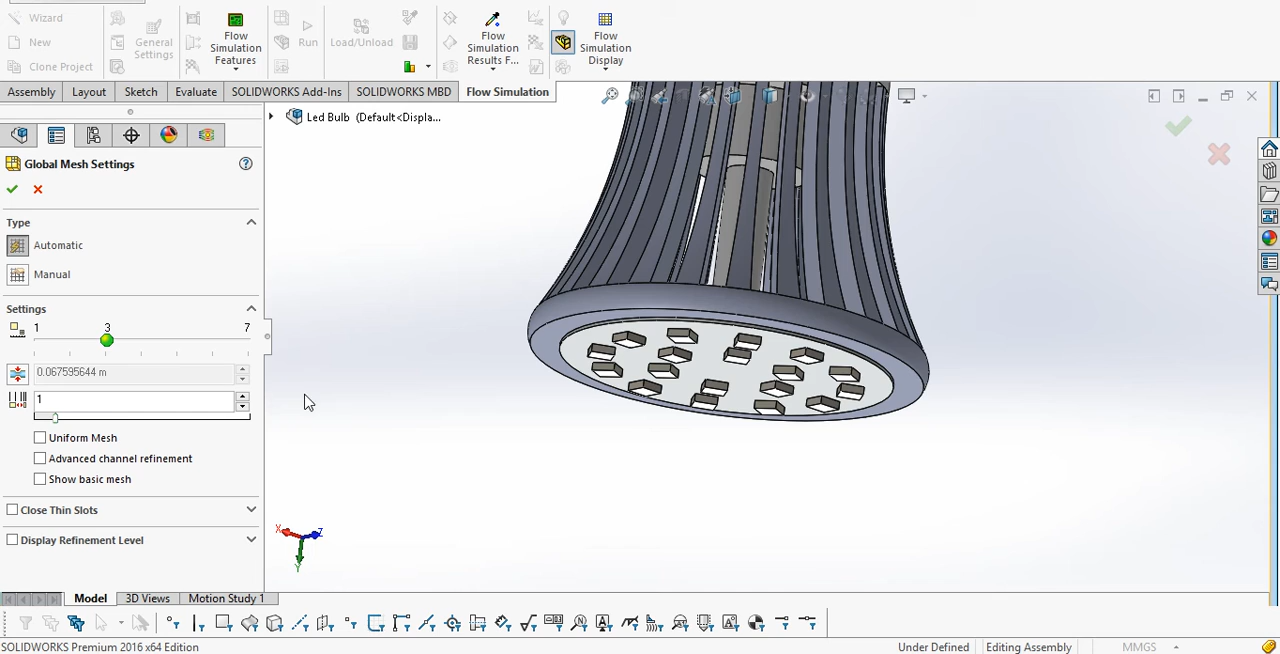 Wizard
New
Clone Project
General
Settings
Run
Load/Unload
Flow
Simulation
Features
Flow
Simulation
Results F...
Flow
Simulation
Display
Assembly
Layout
Sketch
Evaluate
SOLIDWORKS Add-Ins
SOLIDWORKS MBD
Flow Simulation
Led Bulb (Default<Displa...
Global Mesh Settings
Type
Automatic
Manual
Settings
1
3
7
0.067595644 m
1
Uniform Mesh
Advanced channel refinement
Show basic mesh
Close Thin Slots
Display Refinement Level
X
Z
Y
Model
3D Views
Motion Study 1
SOLIDWORKS Premium 2016 x64 Edition
Under Defined
Editing Assembly
MMGS